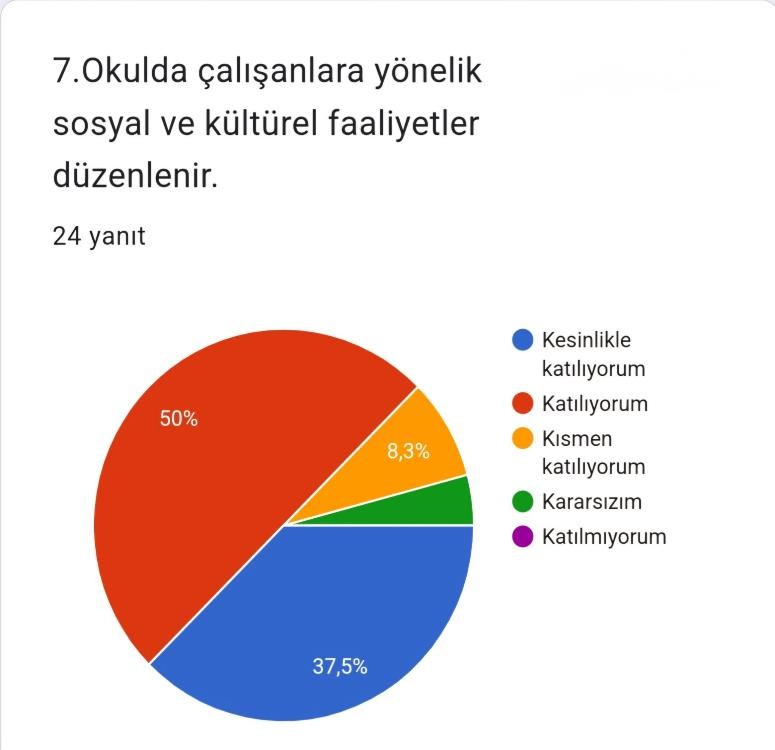 7.Okulda çalışanlara yönelik
sosyal ve kültürel faaliyetler
düzenlenir.
24 yanıt
Kesinlikle
katılıyorum
Katılıyorum
Kısmen
katılıyorum
Kararsızım
Katılmıyorum
50%
8,3%
37,5%